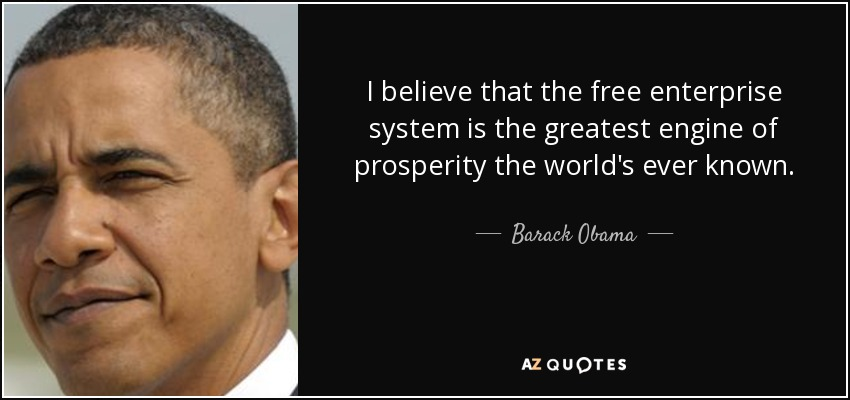 I believe that the free enterprise
system is the greatest engine of
prosperity the world's ever known.
Barack Obama
AZ QUOTES